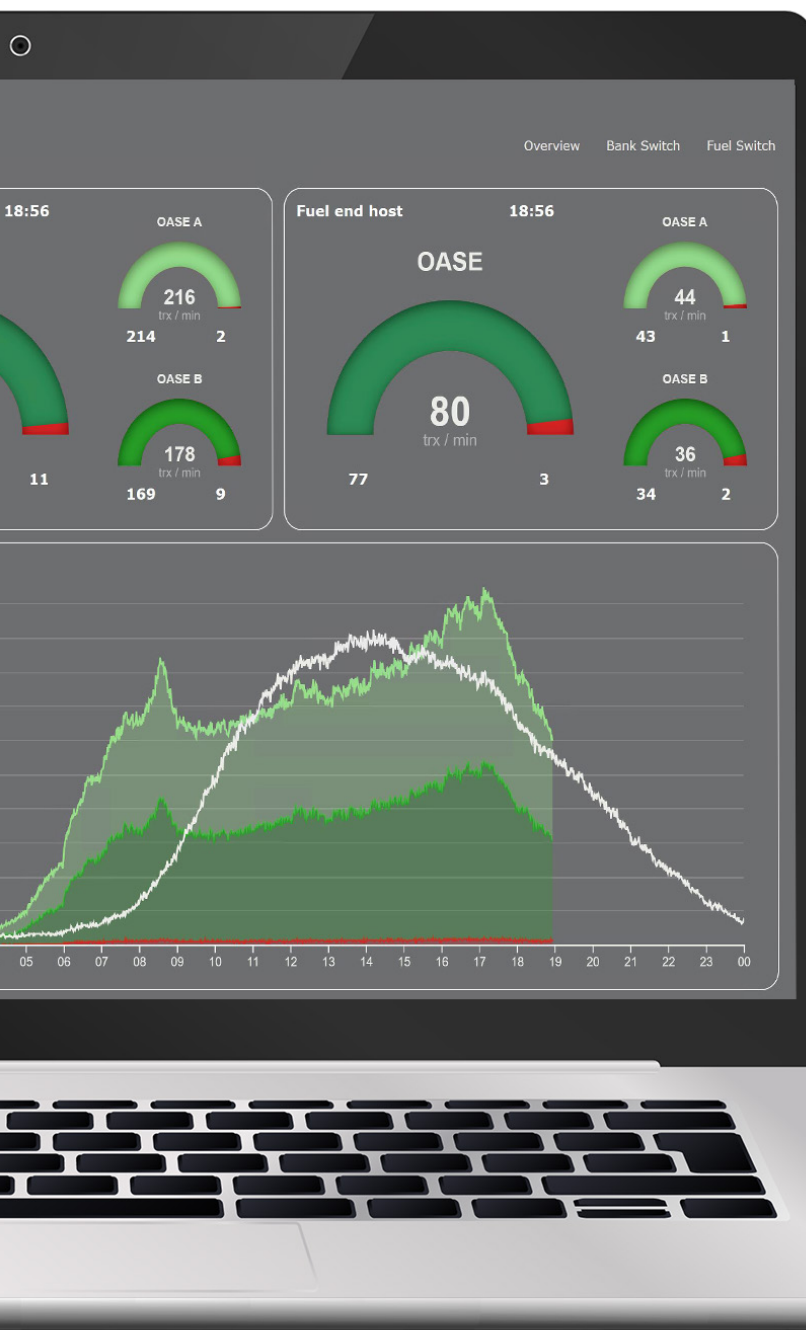 Overview Bank Switch Fuel Switch
18:56
OASE A
216
trx / min
214 2
OASE B
178
trx / min
169 9
11
Fuel end host 18:56
OASE
80
trx / min
77 3
OASE A
44
trx / min
43 1
OASE B
36
trx / min
34 2
05 06 07 08 09 10 11 12 13 14 15 16 17 18 19 20 21 22 23 00